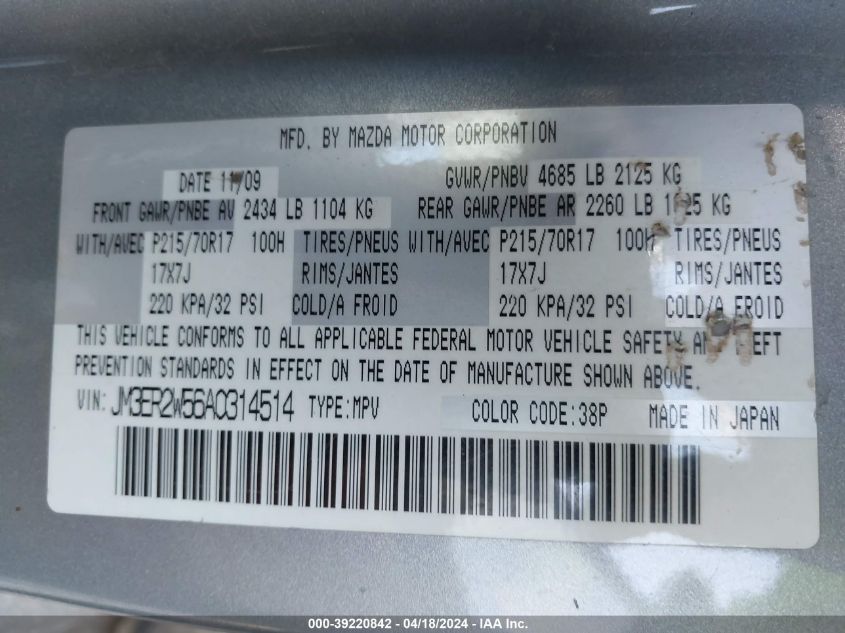 MFD. BY MAZDA MOTOR CORPORATION
DATE 11/09 GVWR/PNBV 4685 LB 2125 KG
FRONT GAWR/PNBE AV 2434 LB 1104 KG REAR GAWR/PNBE AR 2260 LB 1025 KG
WITH/AVEC P215/70R17 100H TIRES/PNEUS WITH/AVEC P215/70R17 100H TIRES/PNEUS
17X7J RIMS/JANTES 17X7J RIMS/JANTES
220 KPA/32 PSI COLD/A FROID 220 KPA/32 PSI COLD/A FROID
THIS VEHICLE CONFORMS TO ALL APPLICABLE FEDERAL MOTOR VEHICLE SAFETY AND THEFT
PREVENTION STANDARDS IN EFFECT ON THE DATE OF MANUFACTURE SHOWN ABOVE.
VIN: JM3ER2W56A0314514 TYPE:MPV COLOR CODE:38P MADE IN JAPAN
000-39220842 - 04/18/2024 - IAA Inc.